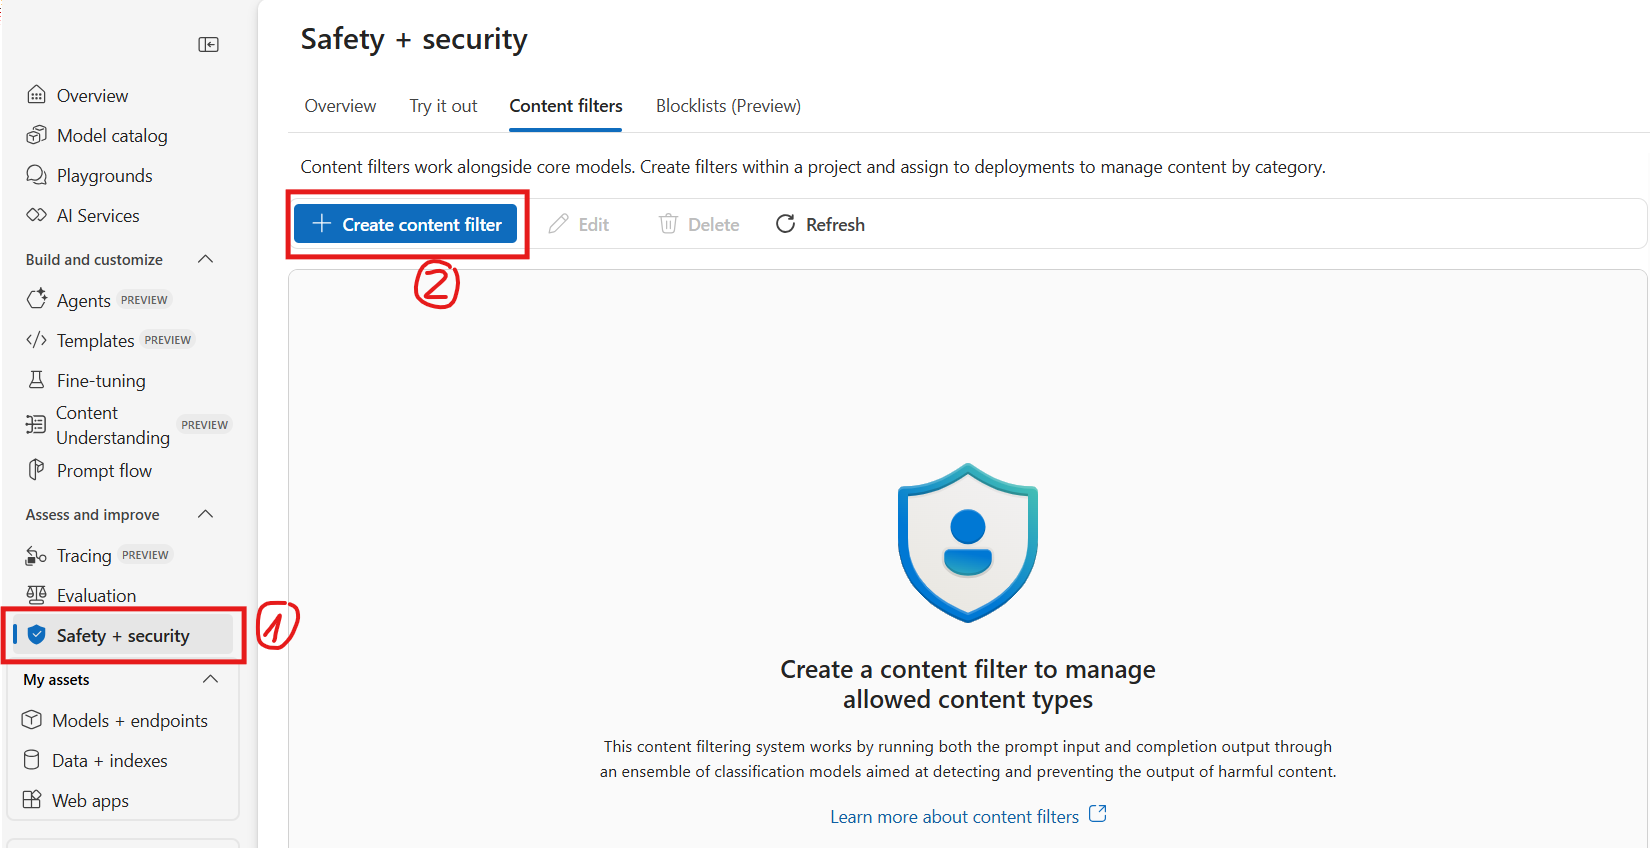 Overview
Model catalog
Playgrounds
AI Services
Build and customize
Agents PREVIEW
Templates PREVIEW
Fine-tuning
Content
Understanding PREVIEW
Prompt flow
Assess and improve
Tracing PREVIEW
Evaluation
Safety + security
1
My assets
Models + endpoints
Data + indexes
Web apps
Safety + security
Overview Try it out Content filters Blocklists (Preview)
Content filters work alongside core models. Create filters within a project and assign to deployments to manage content by category.
Create content filter Edit Delete Refresh
2
Create a content filter to manage
allowed content types
This content filtering system works by running both the prompt input and completion output through
an ensemble of classification models aimed at detecting and preventing the output of harmful content.
Learn more about content filters